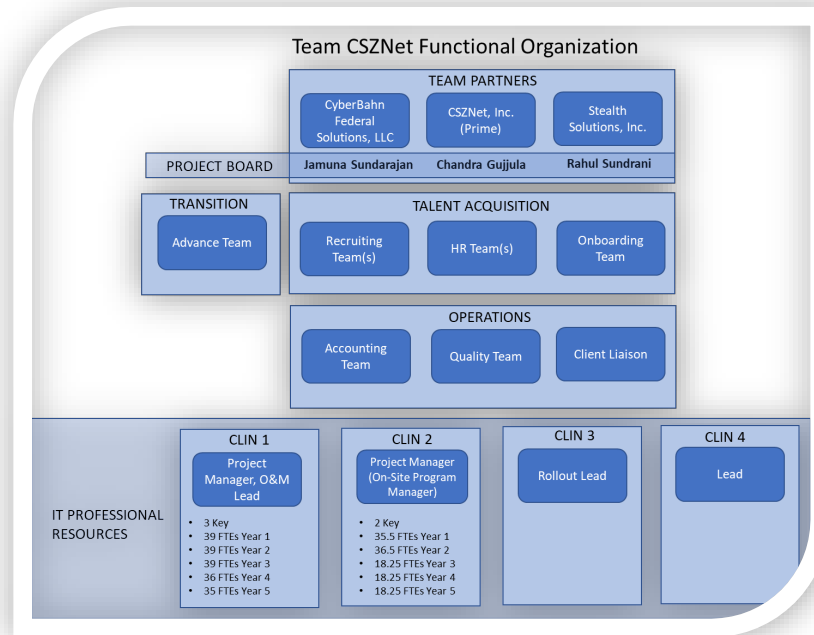 Team CSZNet Functional Organization
TEAM PARTNERS
CyberBahn
Federal
Solutions, LLC
CSZNet, Inc.
(Prime)
Stealth
Solutions, Inc.
PROJECT BOARD
Jamuna Sundarajan
Chandra Gujjula
Rahul Sundrani
TRANSITION
Advance Team
TALENT ACQUISITION
Recruiting
Team(s)
HR Team(s)
Onboarding
Team
OPERATIONS
Accounting
Team
Quality Team
Client Liaison
IT PROFESSIONAL
RESOURCES
CLIN 1
Project
Manager, O&M
Lead
• 3 Key
• 39 FTEs Year 1
• 39 FTEs Year 2
• 39 FTEs Year 3
• 36 FTEs Year 4
• 35 FTEs Year 5
CLIN 2
Project Manager
(On-Site Program
Manager)
• 2 Key
• 35.5 FTEs Year 1
• 36.5 FTEs Year 2
• 18.25 FTEs Year 3
• 18.25 FTEs Year 4
• 18.25 FTEs Year 5
CLIN 3
Rollout Lead
CLIN 4
Lead